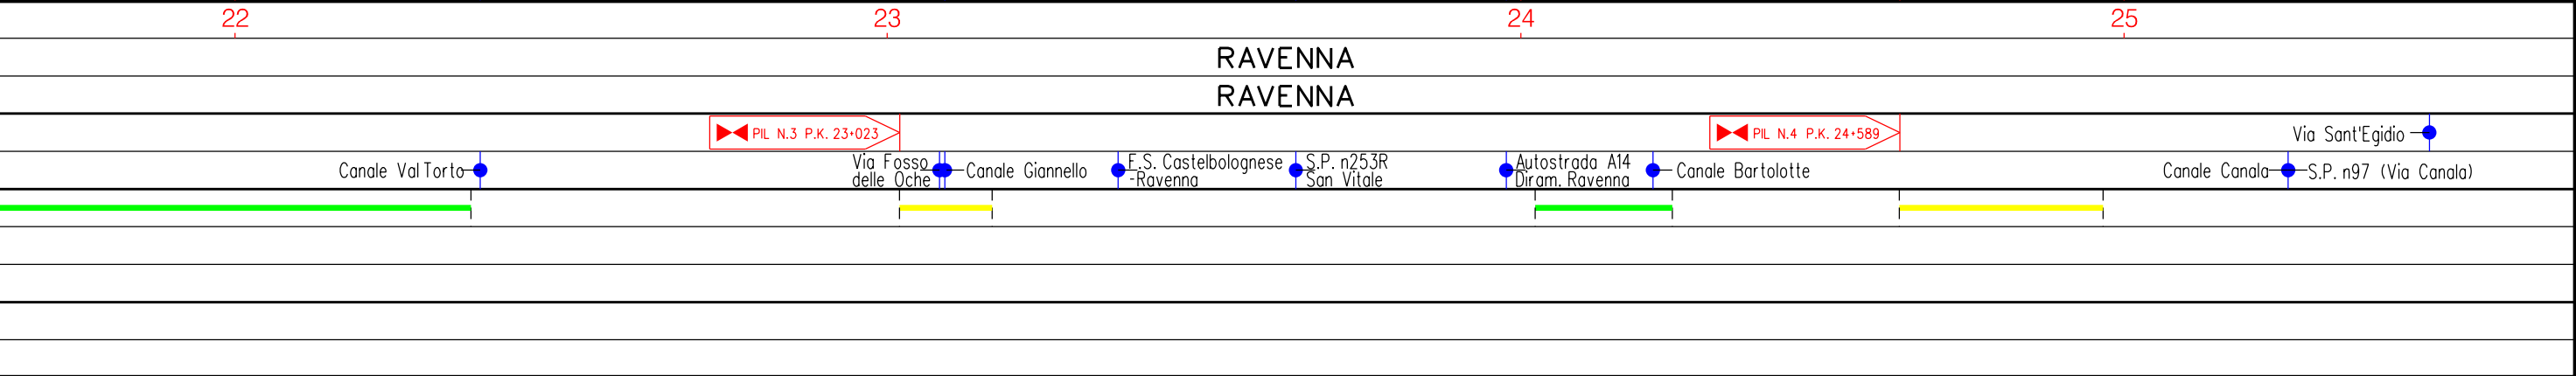 22 23 24 25
RAVENNA
RAVENNA
PIL N.3 P.K. 23+023 PIL N.4 P.K. 24+589 Via Sant'Egidio
Canale ValTorto
Via Fosso
delle Oche
Canale Giannello
F.S. Castelbolognese
-Ravenna
S.P. n253R
San Vitale
Autostrada A14
Diram. Ravenna
Canale Bartolotte
Canale Canala
S.P. n97 (Via Canala)